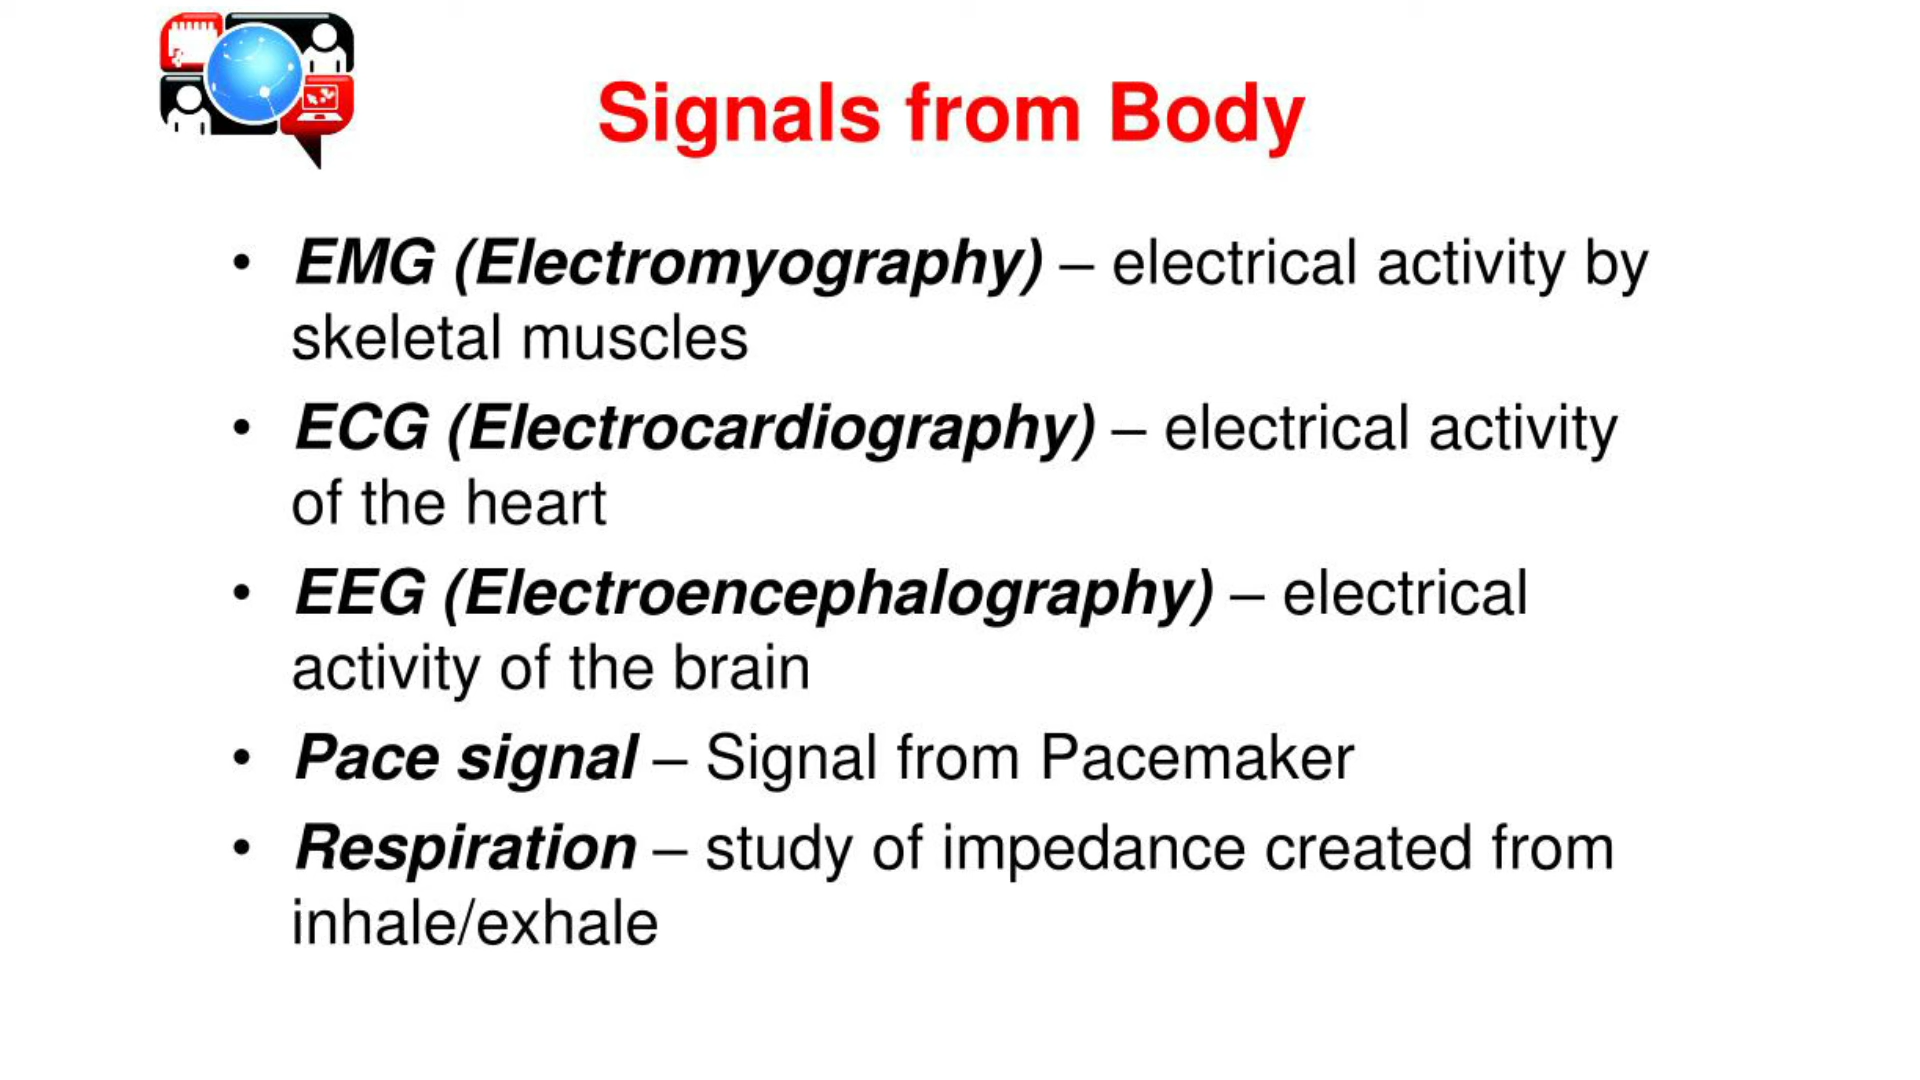 Signals from Body
• EMG (Electromyography) – electrical activity by
skeletal muscles
• ECG (Electrocardiography) – electrical activity
of the heart
• EEG (Electroencephalography) – electrical
activity of the brain
• Pace signal – Signal from Pacemaker
• Respiration – study of impedance created from
inhale/exhale